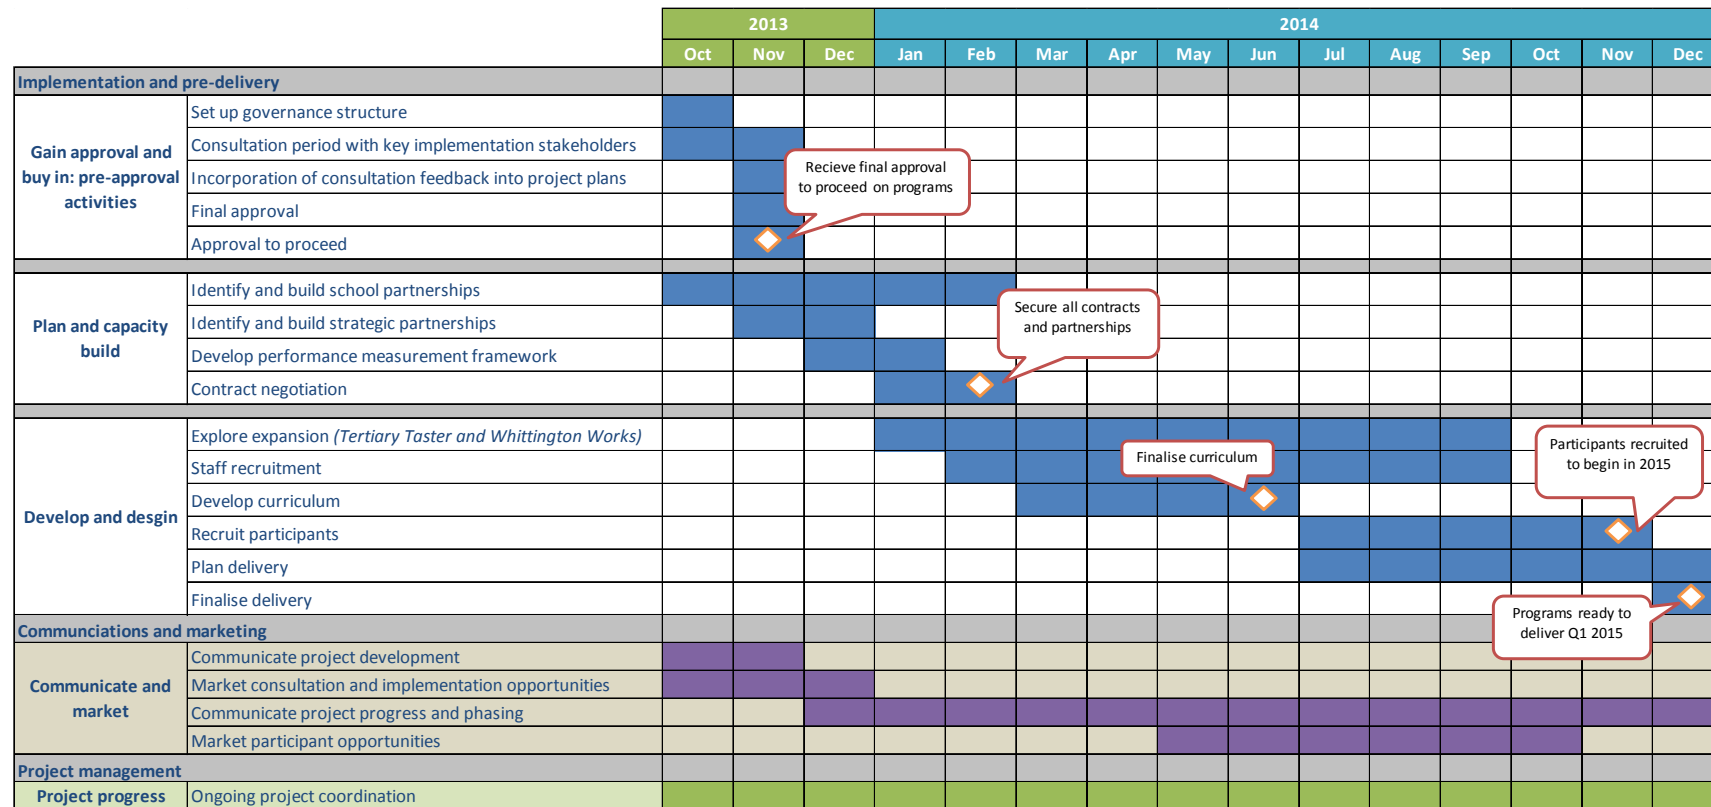 2013 2014
Oct Nov Dec Jan Feb Mar Apr May Jun Jul Aug Sep Oct Nov Dec
Implementation and pre-delivery
Gain approval and
buy in: pre-approval
activities
Set up governance structure
Consultation period with key implementation stakeholders
Incorporation of consultation feedback into project plans
Final approval
Approval to proceed
Recieve final approval
to proceed on programs
Plan and capacity
build
Identify and build school partnerships
Identify and build strategic partnerships
Develop performance measurement framework
Contract negotiation
Secure all contracts
and partnerships
Develop and desgin
Explore expansion (Tertiary Taster and Whittington Works)
Staff recruitment
Develop curriculum
Recruit participants
Plan delivery
Finalise delivery
Finalise curriculum
Participants recruited
to begin in 2015
Programs ready to
deliver Q1 2015
Communciations and marketing
Communicate and
market
Communicate project development
Market consultation and implementation opportunities
Communicate project progress and phasing
Market participant opportunities
Project management
Project progress
Ongoing project coordination